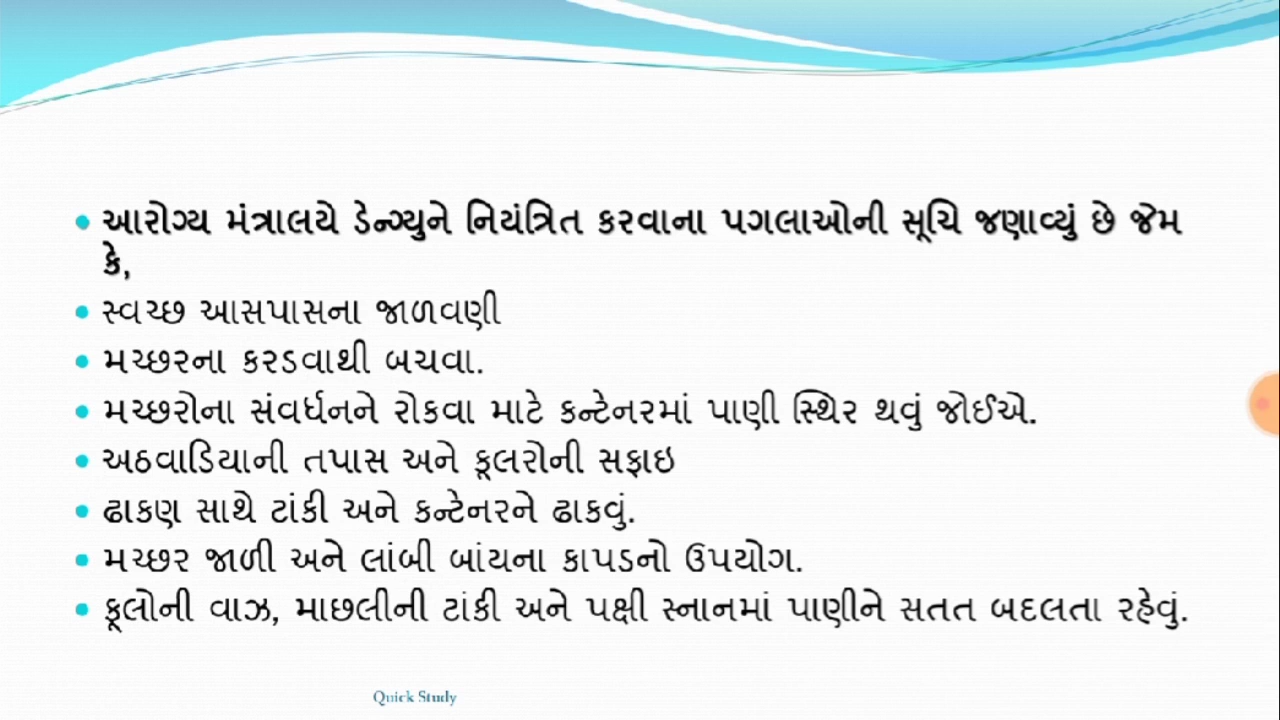 આરોગ્ય મંત્રાલયે ડેન્ગ્યુને નિયંત્રિત કરવાના પગલાઓની સૂચિ જણાવ્યું છે જેમ
કે,
સ્વચ્છ આસપાસના જાળવણી
મચ્છરના કરડવાથી બચવા.
મચ્છરોના સંવર્ધનને રોકવા માટે કન્ટેનરમાં પાણી સ્થિર થવું જોઈએ.
અઠવાડિયાની તપાસ અને કૂલરોની સફાઇ
ઢાકણ સાથે ટાંકી અને કન્ટેનરને ઢાકવું.
મચ્છર જાળી અને લાંબી બાંયના કાપડનો ઉપયોગ.
ફૂલોની વાઝ, માછલીની ટાંકી અને પક્ષી સ્નાનમાં પાણીને સતત બદલતા રહેવું.
Quick Study